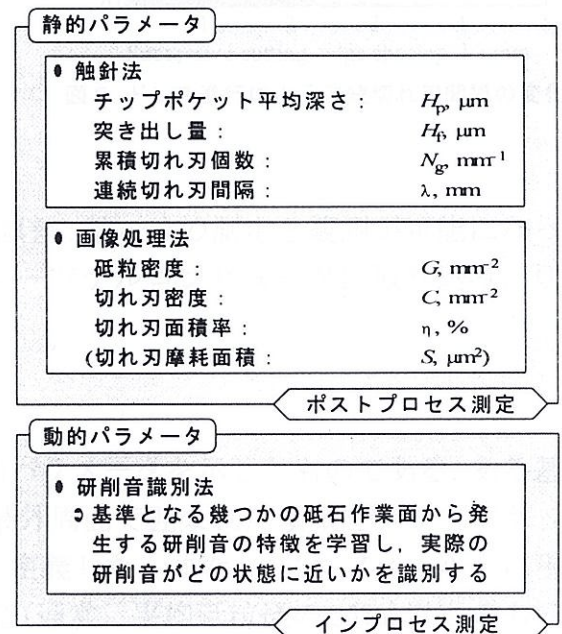 静的パラメータ
触針法
チップポケット平均深さ： Hp, μm
突き出し量： Hf, μm
累積切れ刃個数： Ng, mm-1
連続切れ刃間隔： λ, mm
画像処理法
砥粒密度： G, mm-2
切れ刃密度： C, mm-2
切れ刃面積率： η, %
(切れ刃摩耗面積： S, μm2)
ポストプロセス測定
動的パラメータ
研削音識別法
基準となる幾つかの砥石作業面から発
生する研削音の特徴を学習し，実際の
研削音がどの状態に近いかを識別する
インプロセス測定